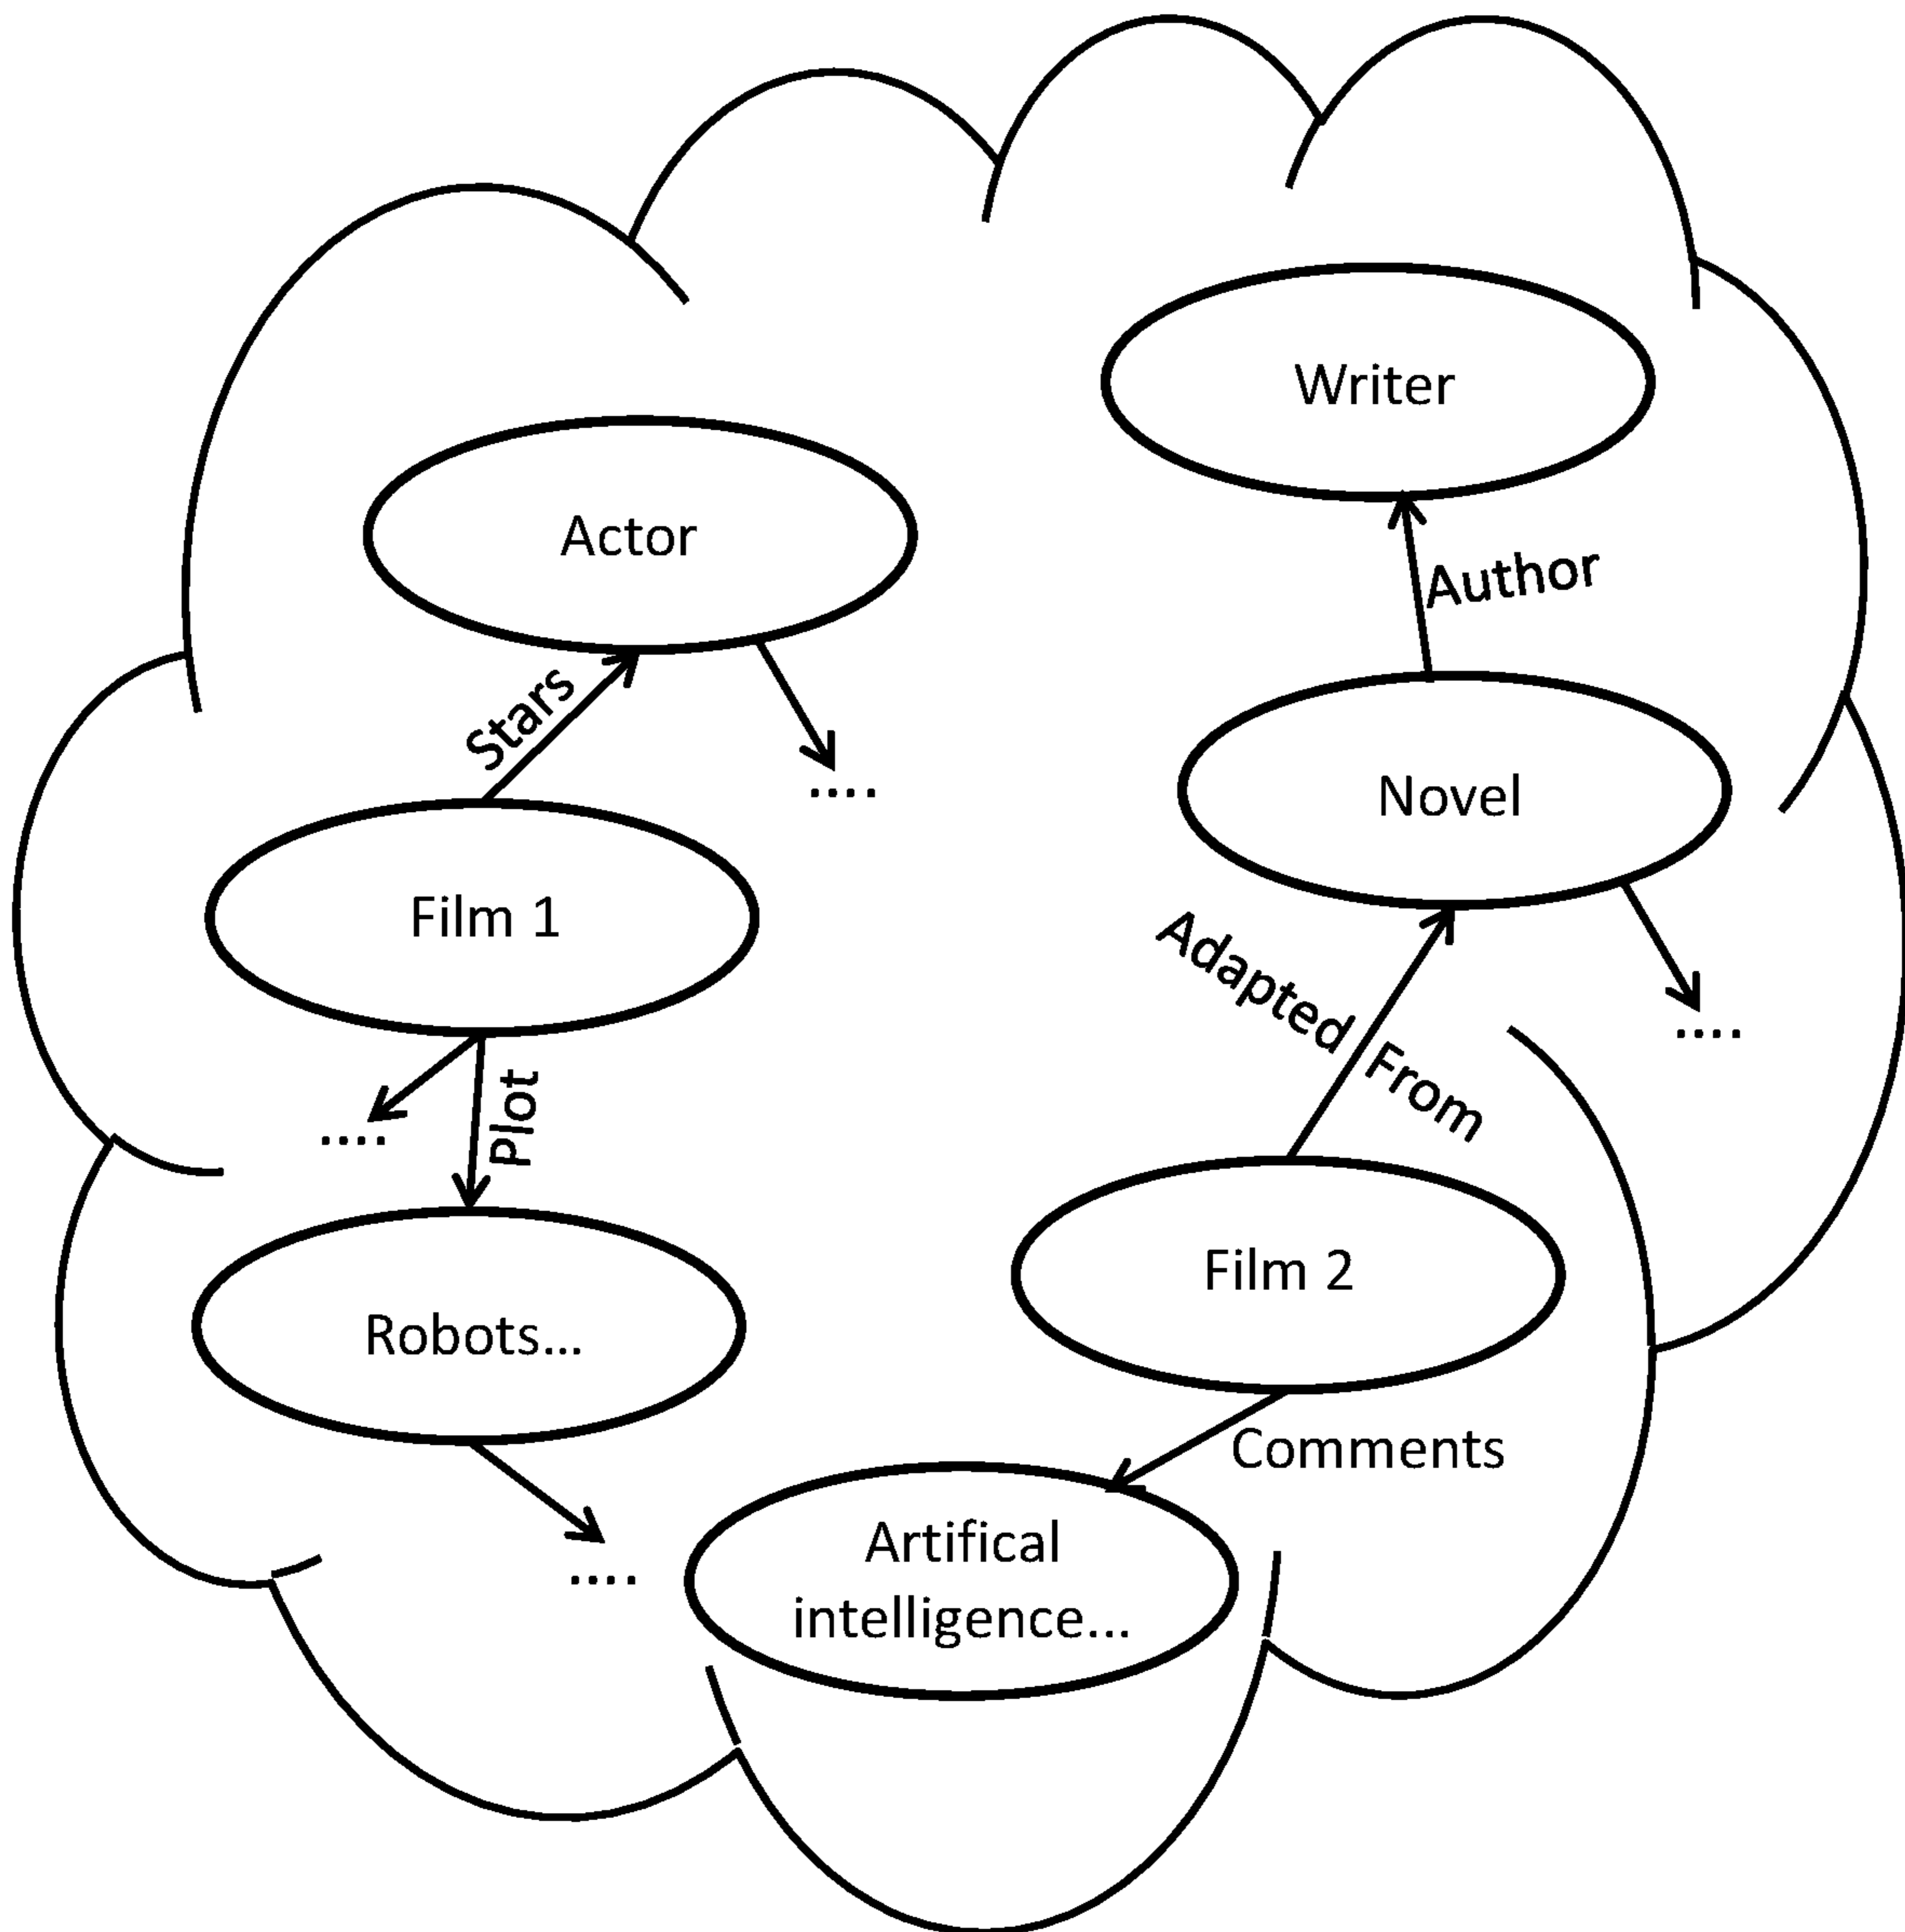 Writer
Actor
Author
Stars
Novel
....
Film 1
Adapted From
....
Plot
....
Film 2
Robots...
Comments
Artifical
intelligence...
....